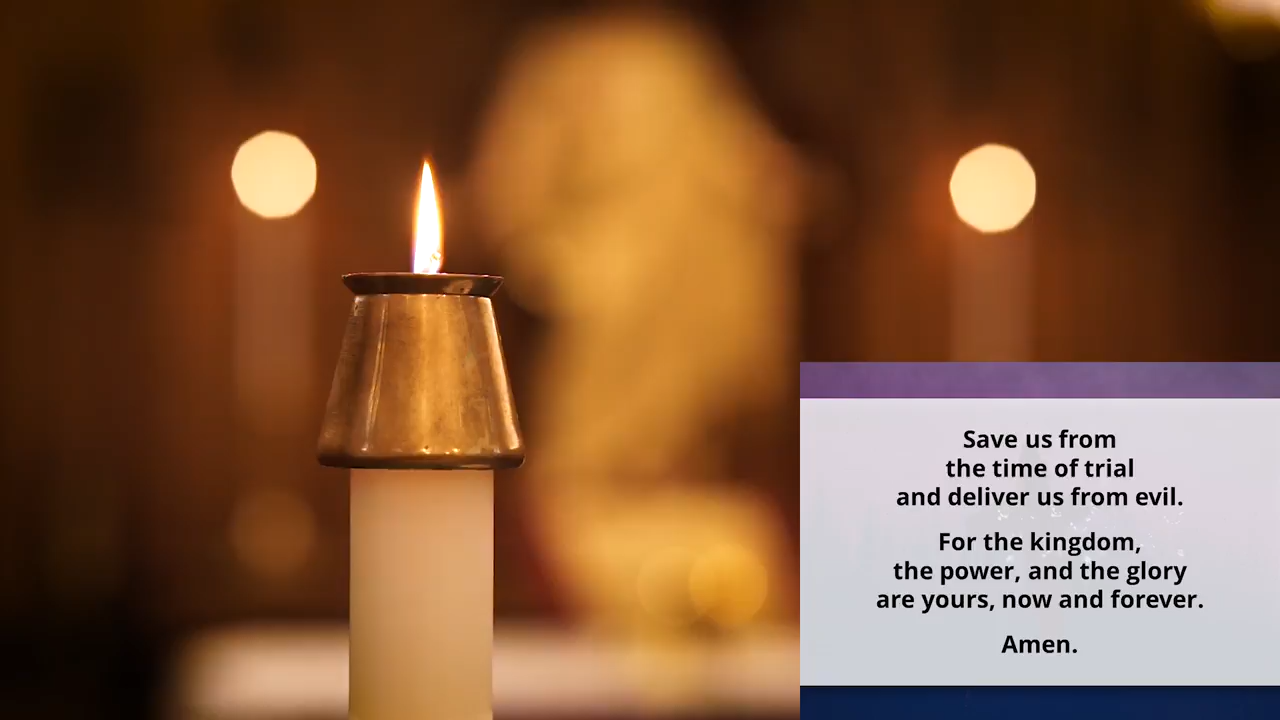 Save us from
the time of trial
and deliver us from evil.
For the kingdom,
the power, and the glory
are yours, now and forever.
Amen.